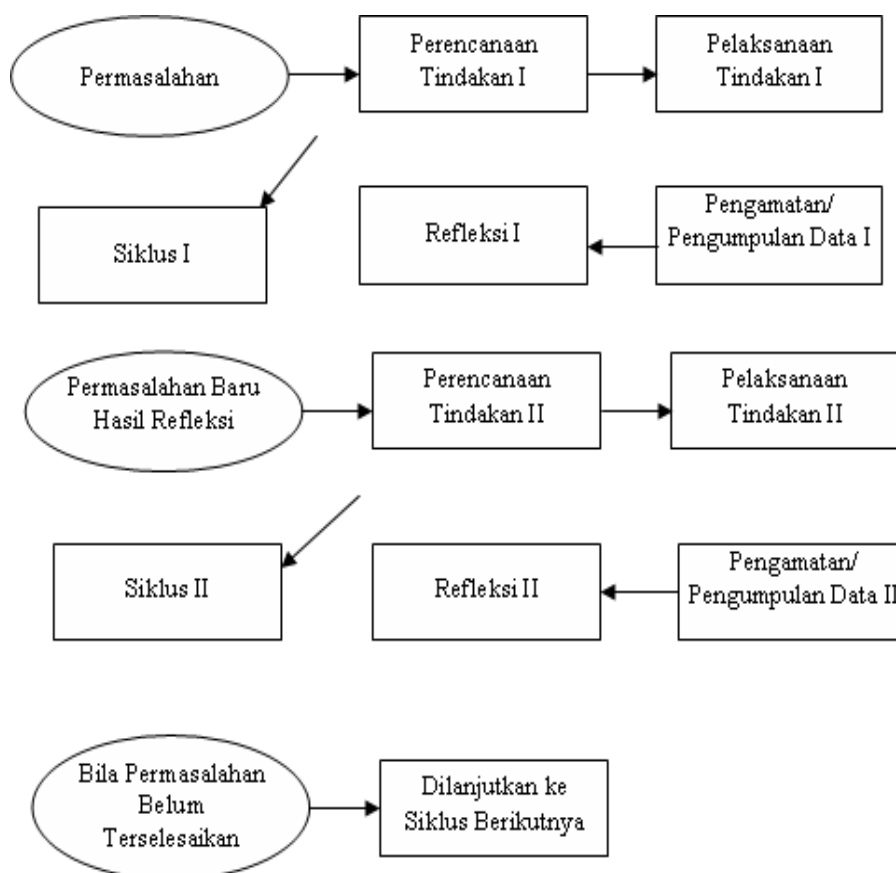 Permasalahan
Perencanaan
Tindakan I
Pelaksanaan
Tindakan I
Siklus I
Refleksi I
Pengamatan/
Pengumpulan Data I
Permasalahan Baru
Hasil Refleksi
Perencanaan
Tindakan II
Pelaksanaan
Tindakan II
Siklus II
Refleksi II
Pengamatan/
Pengumpulan Data II
Bila Permasalahan
Belum
Terselesaikan
Dilanjutkan ke
Siklus Berikutnya